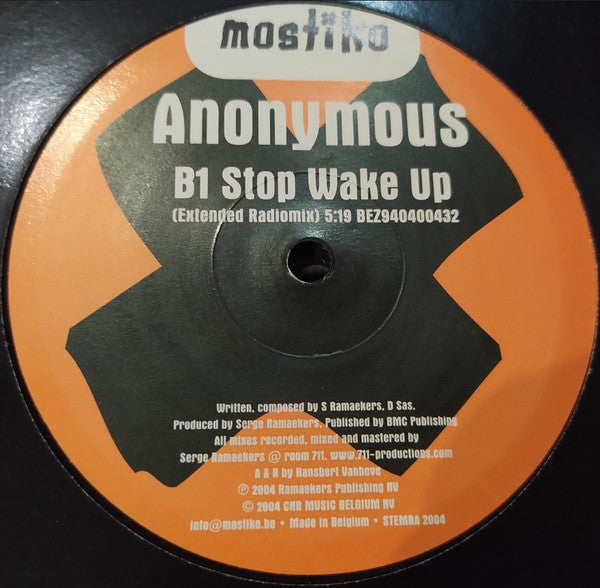 mostiko
Anonymous
B1 Stop Wake Up
(Extended Radiomix) 5:19 BEZ940400432
Written, composed by S Ramaekers, D Sas.
Produced by Serge Ramaekers, Published by BMC Publishing
All mixes recorded, mixed and mastered by
Serge Ramaekers @ room 711. www.711-productions.com
A & R by Hansbert Vanhove
℗ 2004 Ramaekers Publishing NV
© 2004 CNR MUSIC BELGIUM NV
info@mostiko.be • Made in Belgium • STEMRA 2004